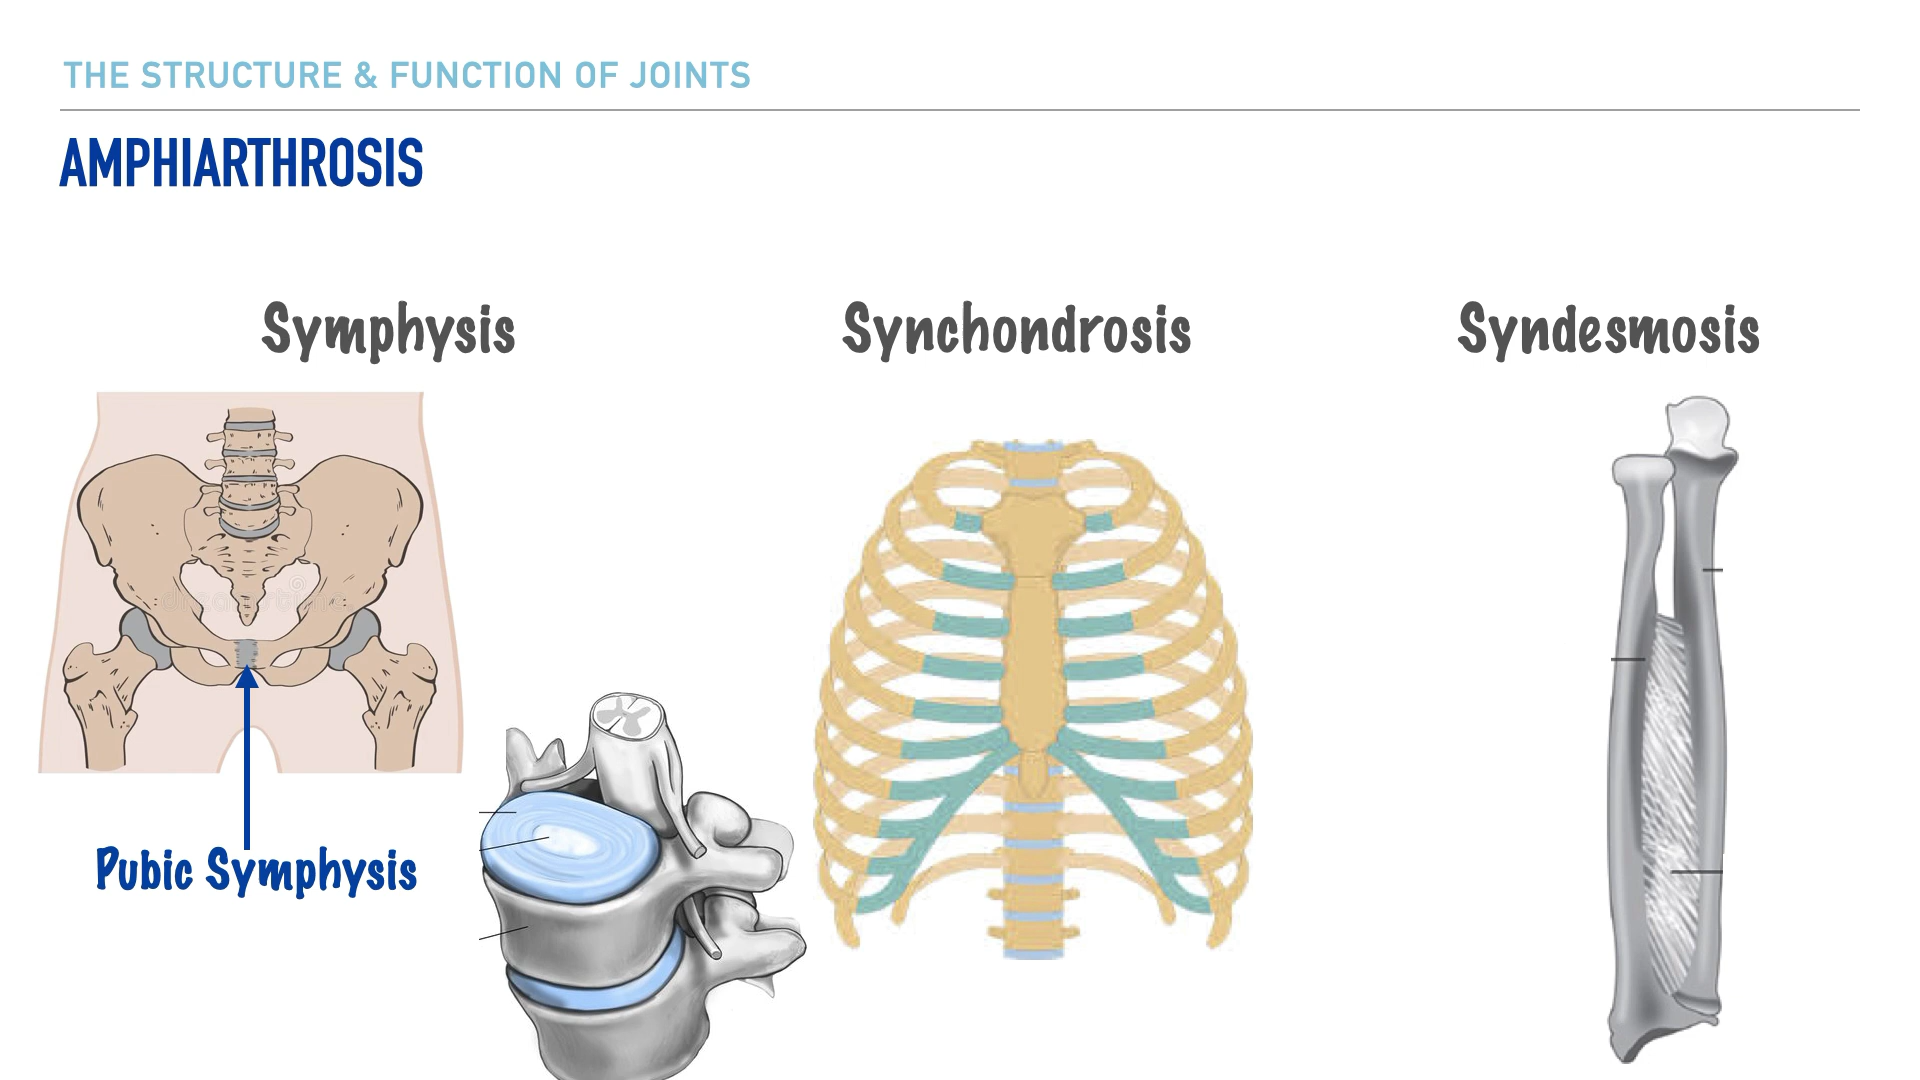 THE STRUCTURE & FUNCTION OF JOINTS
AMPHIARTHROSIS
Symphysis
Synchondrosis
Syndesmosis
Pubic Symphysis